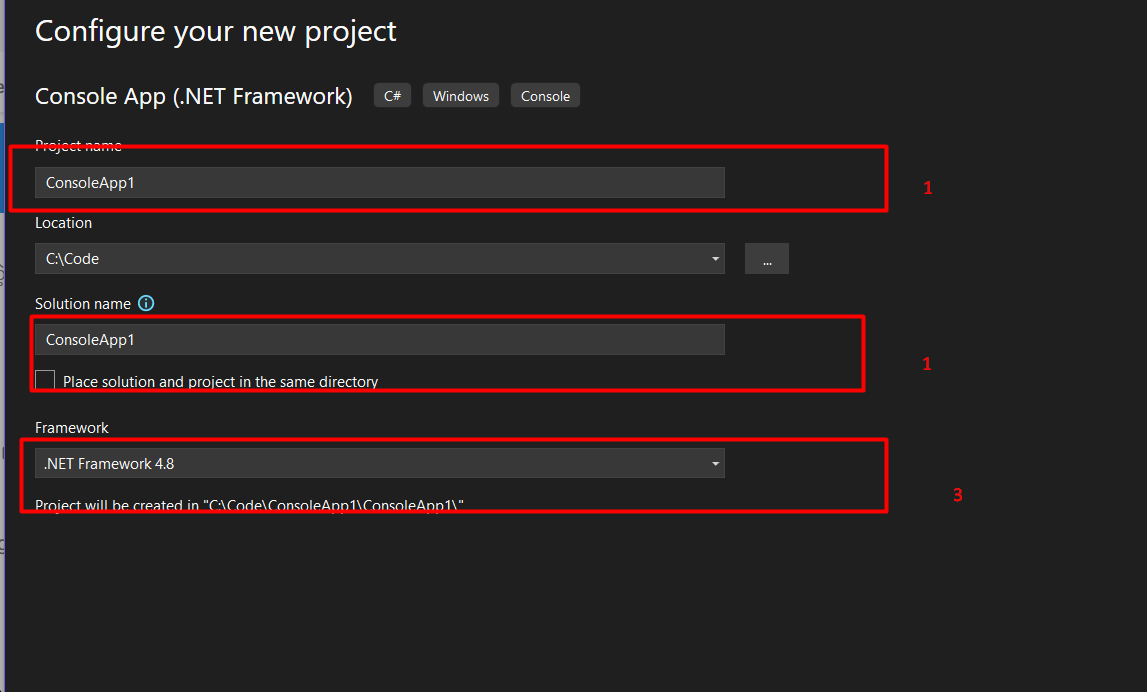 Configure your new project
Console App (.NET Framework) C# Windows Console
Project name
ConsoleApp1
1
Location
C:\Code
...
Solution name
ConsoleApp1
1
Place solution and project in the same directory
Framework
.NET Framework 4.8
3
Project will be created in "C:\Code\ConsoleApp1\ConsoleApp1\"